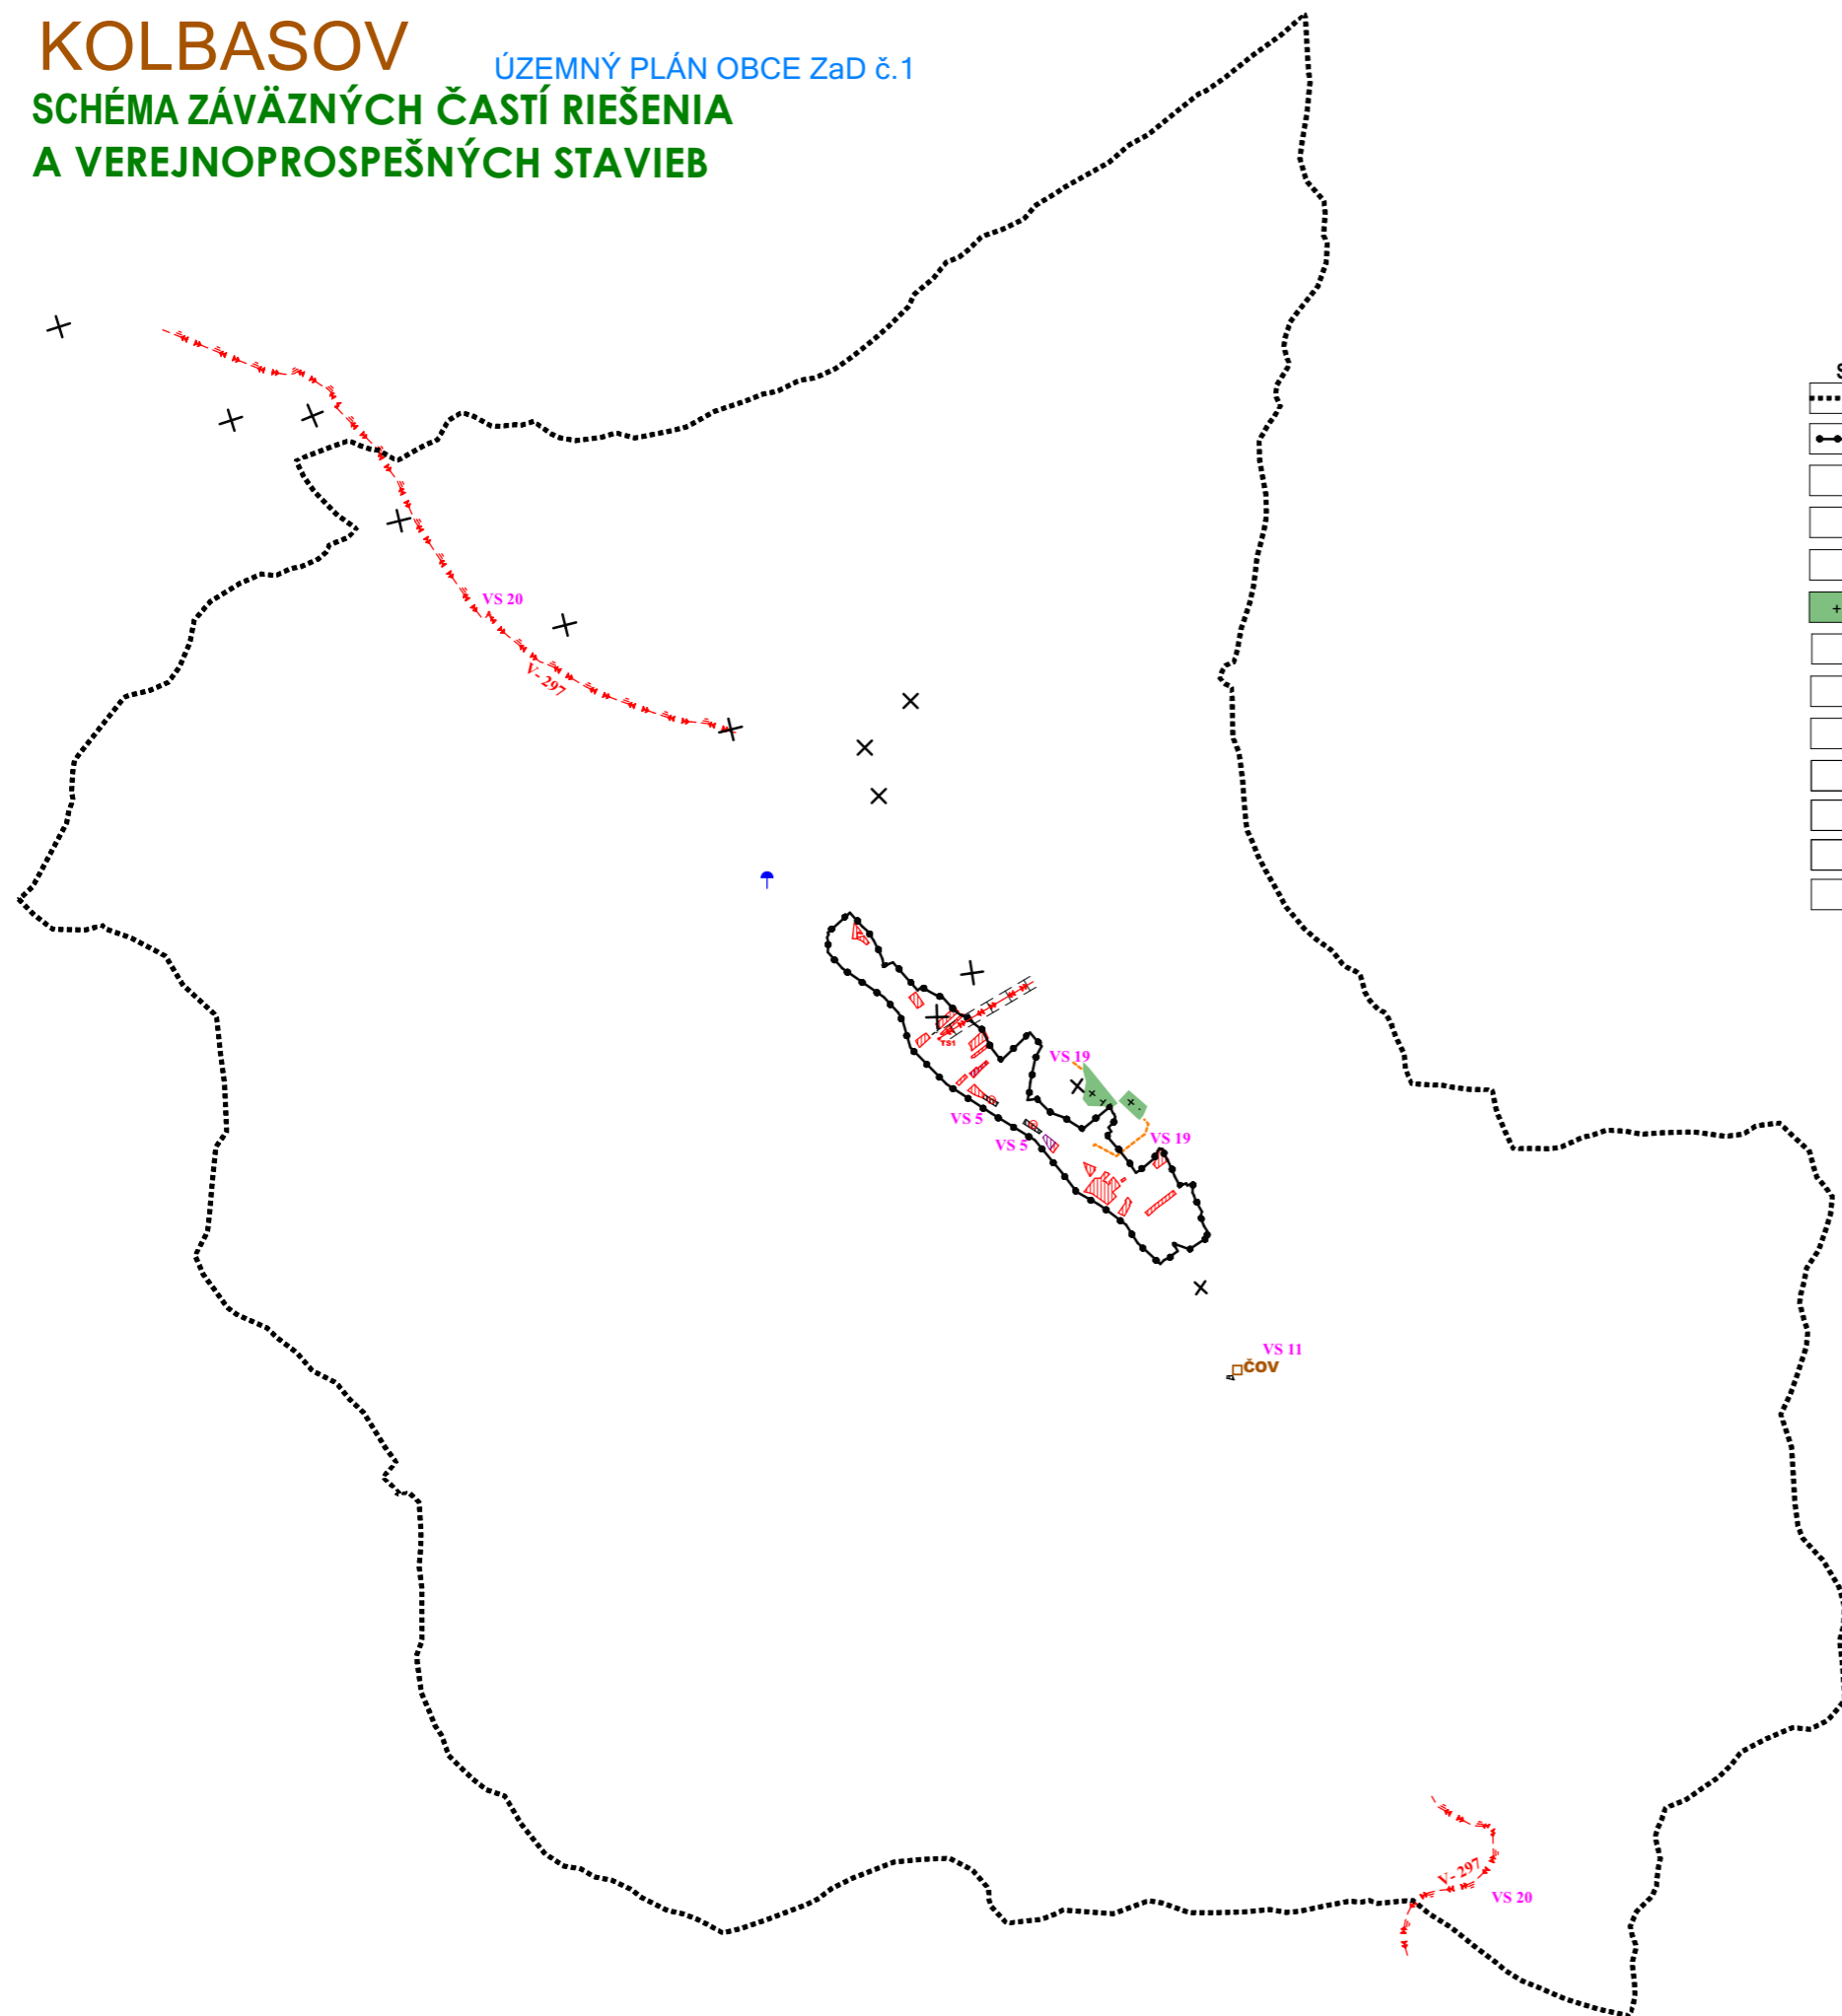 KOLBASOV
ÚZEMNÝ PLÁN OBCE ZaD č.1
SCHÉMA ZÁVÄZNÝCH ČASTÍ RIEŠENIA
A VEREJNOPROSPEŠNÝCH STAVIEB
VS 20
V- 297
TS1
VS 19
VS 5
VS 5
VS 19
VS 11
ČOV
V- 297
VS 20